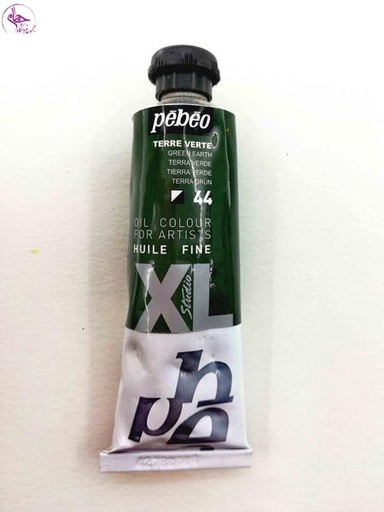 pēbēo
TERRE VERTE
GREEN EARTH
TERRA VERDE
TIERRA VERDE
TERRA GRÜN
44
OIL COLOUR
FOR ARTISTS
HUILE FINE
XL
Studio